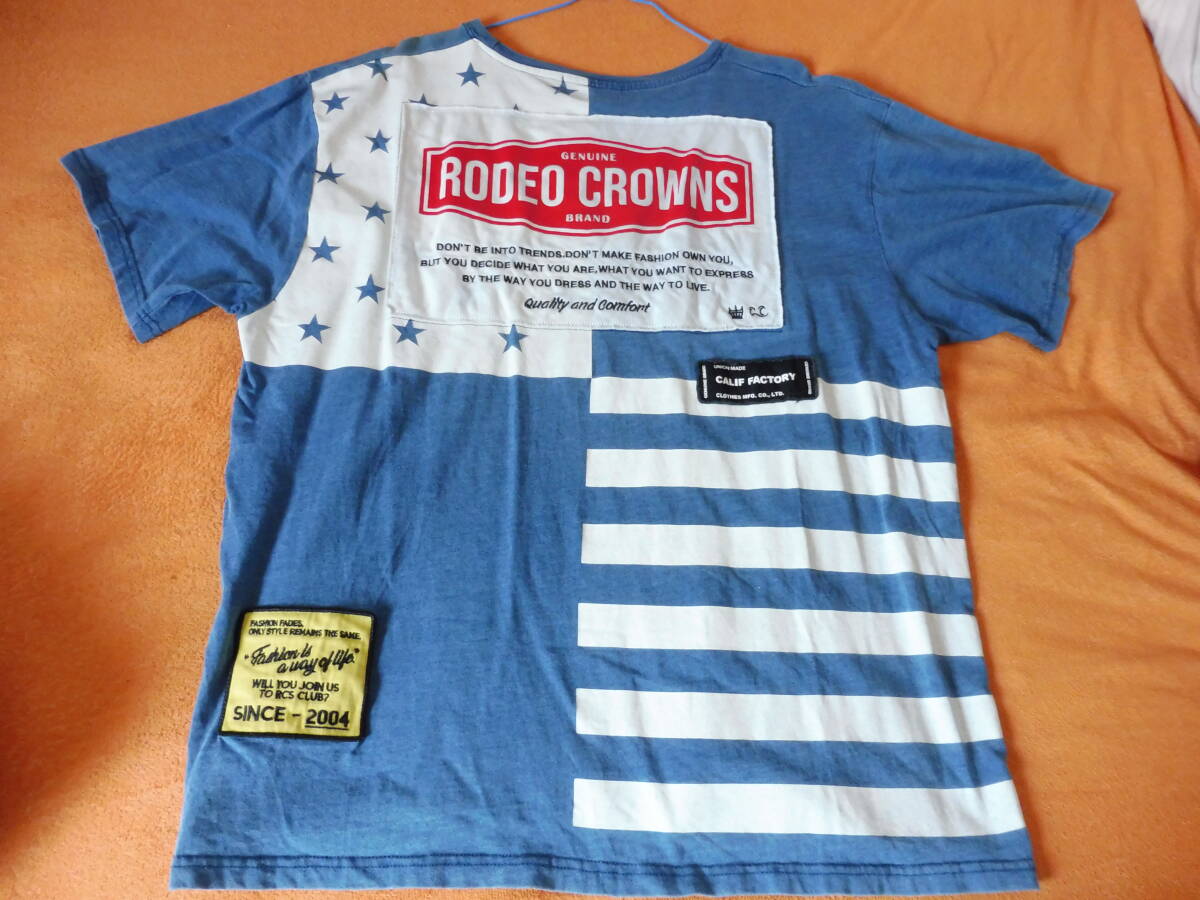 GENUINE
RODEO CROWNS
BRAND
DON'T BE INTO TRENDS.DON'T MAKE FASHION OWN YOU,
BUT YOU DECIDE WHAT YOU ARE,WHAT YOU WANT TO EXPRESS
BY THE WAY YOU DRESS AND THE WAY TO LIVE.
Quality and Comfort
UNION MADE
CALIF FACTORY
CLOTHES MFG. CO., LTD.
FASHION FADES.
ONLY STYLE REMAINS THE SAME.
"Fashion is
a way of life."
WILL YOU JOIN US
TO RCS CLUB?
SINCE - 2004